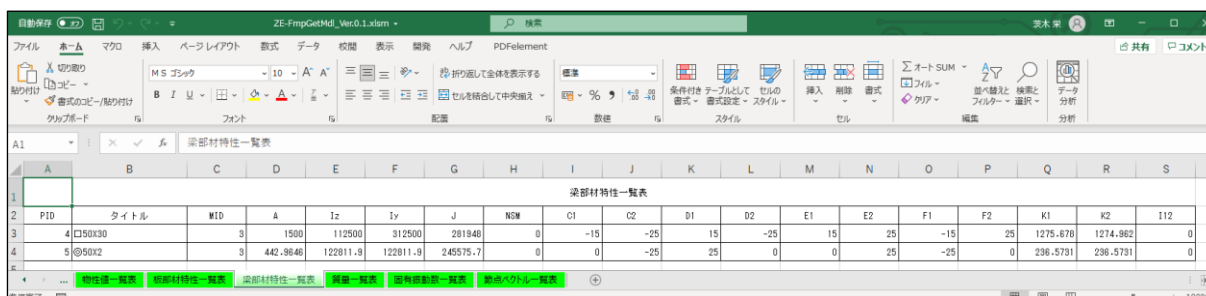 自動保存 オフ ZE-FmpGetMdl_Ver.0.1.xlsm 検索 茨木 栄
ファイル ホーム マクロ 挿入 ページ レイアウト 数式 データ 校閲 表示 開発 ヘルプ PDFelement 共有 コメント
貼り付け 切り取り コピー 書式のコピー/貼り付け
MS ゴシック 10 折り返して全体を表示する 標準
B I U セルを結合して中央揃え
条件付き書式 テーブルとして書式設定 セルのスタイル 挿入 削除 書式 オート SUM フィル クリア 並べ替えとフィルター 検索と選択 データ分析
クリップボード フォント 配置 数値 スタイル セル 編集 分析
A1 fx 梁部材特性一覧表
A B C D E F G H I J K L M N O P Q R S
1 梁部材特性一覧表
2 PID タイトル MID A Iz Iy J NSM C1 C2 D1 D2 E1 E2 F1 F2 K1 K2 I12
3 4 □50X30 3 1500 112500 312500 281948 0 -15 -25 15 -25 15 25 -15 25 1275.678 1274.962 0
4 5 ◎50X2 3 442.9646 122811.9 122811.9 245575.7 0 0 -25 25 0 0 25 -25 0 236.5731 236.5731 0
... 物性値一覧表 板部材特性一覧表 梁部材特性一覧表 質量一覧表 固有振動数一覧表 節点ベクトル一覧表